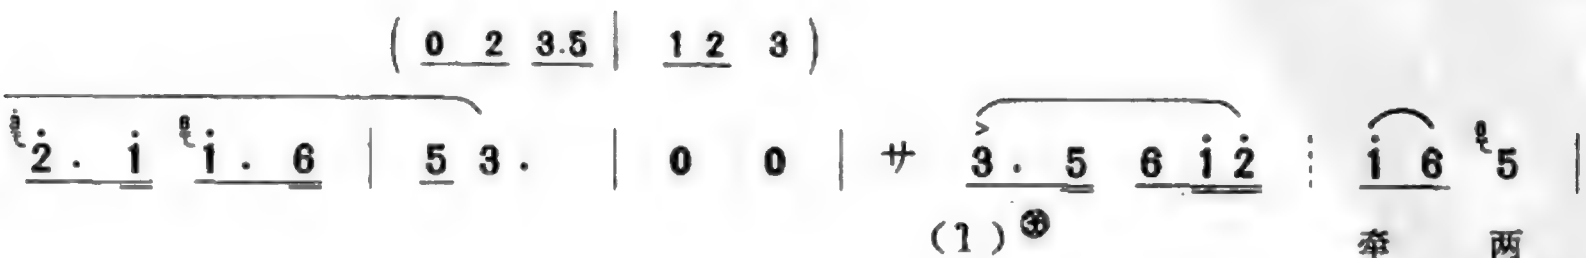 ( 0 2 3.5 | 1 2 3 )
2̇ . 1̇ 1̇ . 6 | 5 3 . | 0 0 | サ 3 . 5 6 1̇ 2̇ ┊ 1̇ 6 5 |
(1) 牵 两